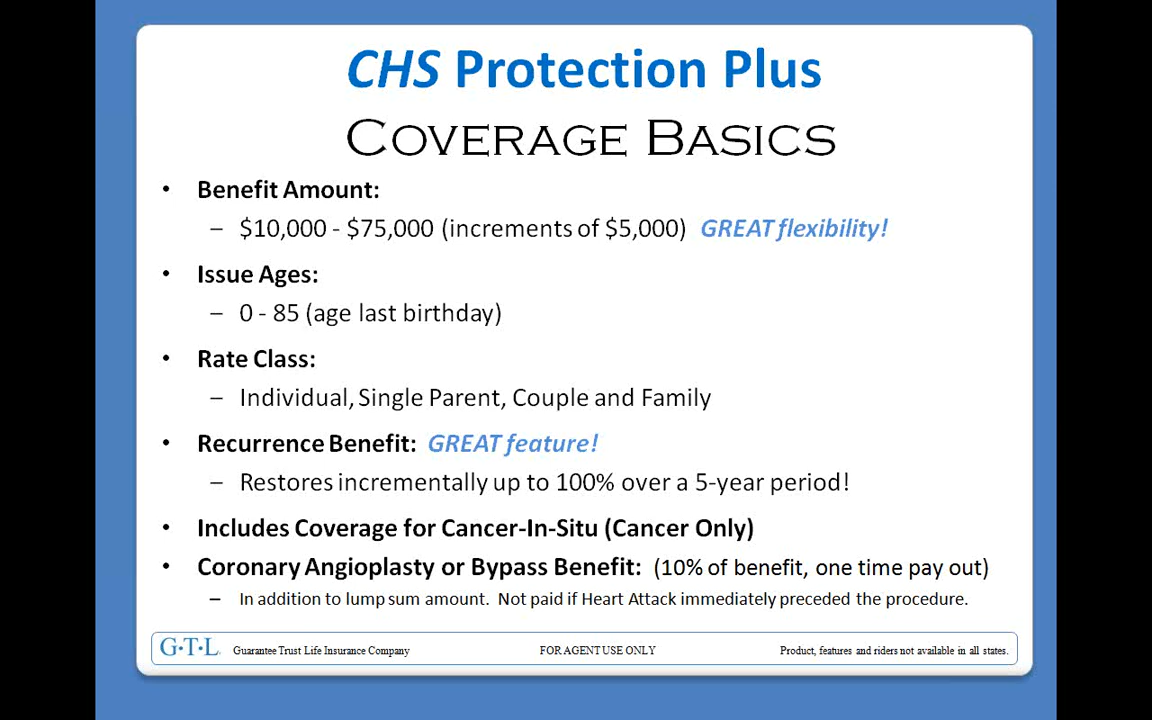 CHS Protection Plus
COVERAGE BASICS
• Benefit Amount:
– $10,000 - $75,000 (increments of $5,000) GREAT flexibility!
• Issue Ages:
– 0 - 85 (age last birthday)
• Rate Class:
– Individual, Single Parent, Couple and Family
• Recurrence Benefit: GREAT feature!
– Restores incrementally up to 100% over a 5-year period!
• Includes Coverage for Cancer-In-Situ (Cancer Only)
• Coronary Angioplasty or Bypass Benefit: (10% of benefit, one time pay out)
– In addition to lump sum amount. Not paid if Heart Attack immediately preceded the procedure.
G·T·L Guarantee Trust Life Insurance Company FOR AGENT USE ONLY Product, features and riders not available in all states.